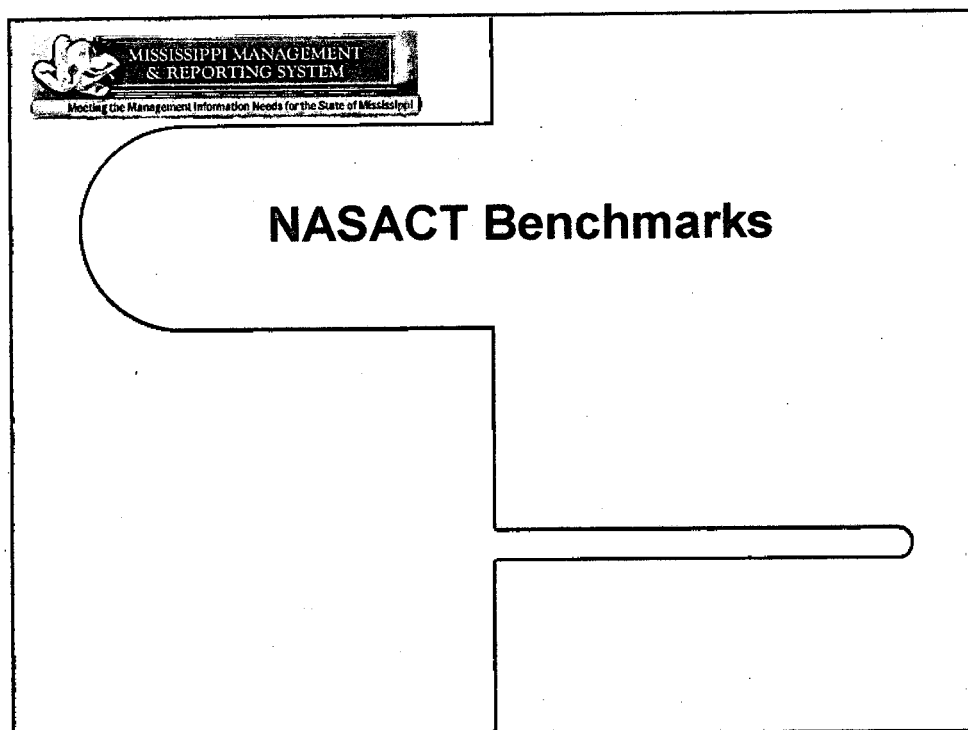 MISSISSIPPI MANAGEMENT
& REPORTING SYSTEM
Meeting the Management Information Needs for the State of Mississippi
NASACT Benchmarks